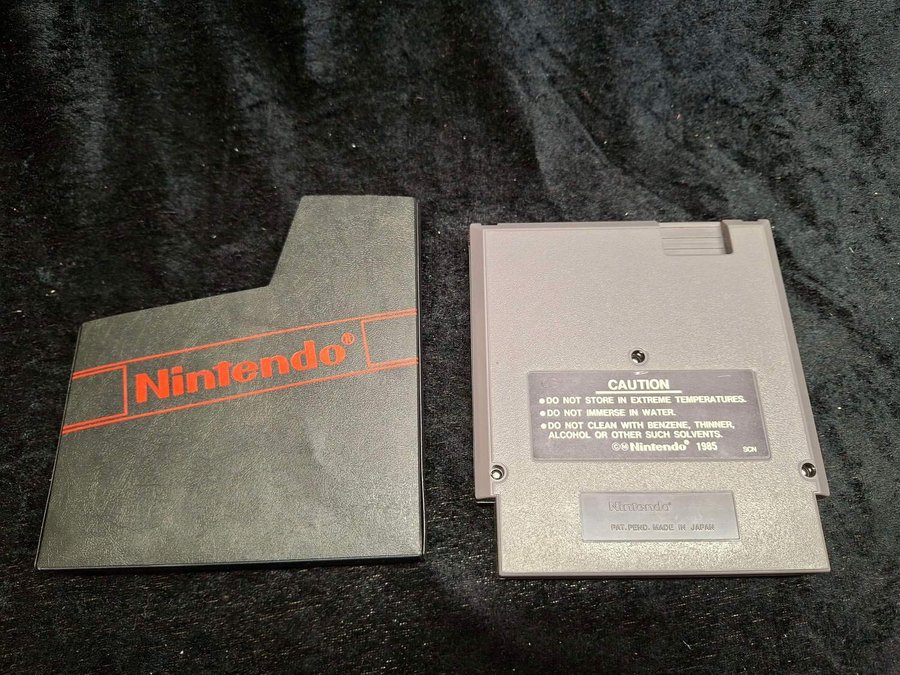 Nintendo®
CAUTION
●DO NOT STORE IN EXTREME TEMPERATURES.
●DO NOT IMMERSE IN WATER.
●DO NOT CLEAN WITH BENZENE, THINNER,
ALCOHOL OR OTHER SUCH SOLVENTS.
©Ⓜ Nintendo® 1985
SCN
Nintendo®
PAT. PEND. MADE IN JAPAN